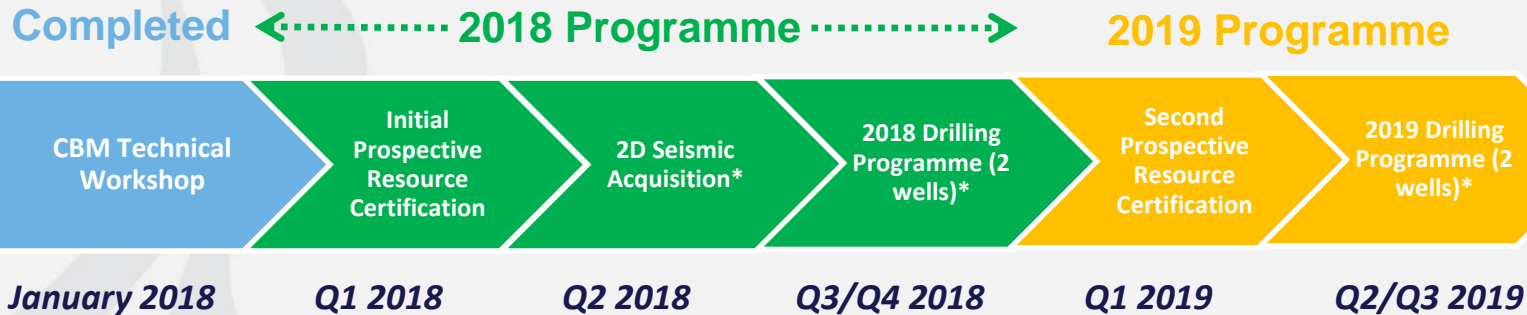 Completed
2018 Programme
2019 Programme
CBM Technical
Workshop
Initial
Prospective
Resource
Certification
2D Seismic
Acquisition*
2018 Drilling
Programme (2
wells)*
Second
Prospective
Resource
Certification
2019 Drilling
Programme (2
wells)*
January 2018
Q1 2018
Q2 2018
Q3/Q4 2018
Q1 2019
Q2/Q3 2019